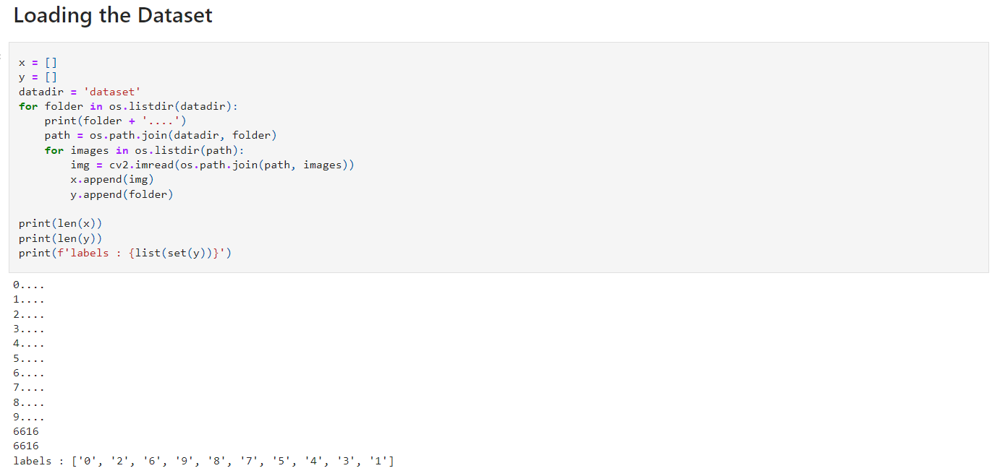 Loading the Dataset
x = []
y = []
datadir = 'dataset'
for folder in os.listdir(datadir):
    print(folder + '....')
    path = os.path.join(datadir, folder)
    for images in os.listdir(path):
        img = cv2.imread(os.path.join(path, images))
        x.append(img)
        y.append(folder)
print(len(x))
print(len(y))
print(f'labels : {list(set(y))}')
0....
1....
2....
3....
4....
5....
6....
7....
8....
9....
6616
6616
labels : ['0', '2', '6', '9', '8', '7', '5', '4', '3', '1']